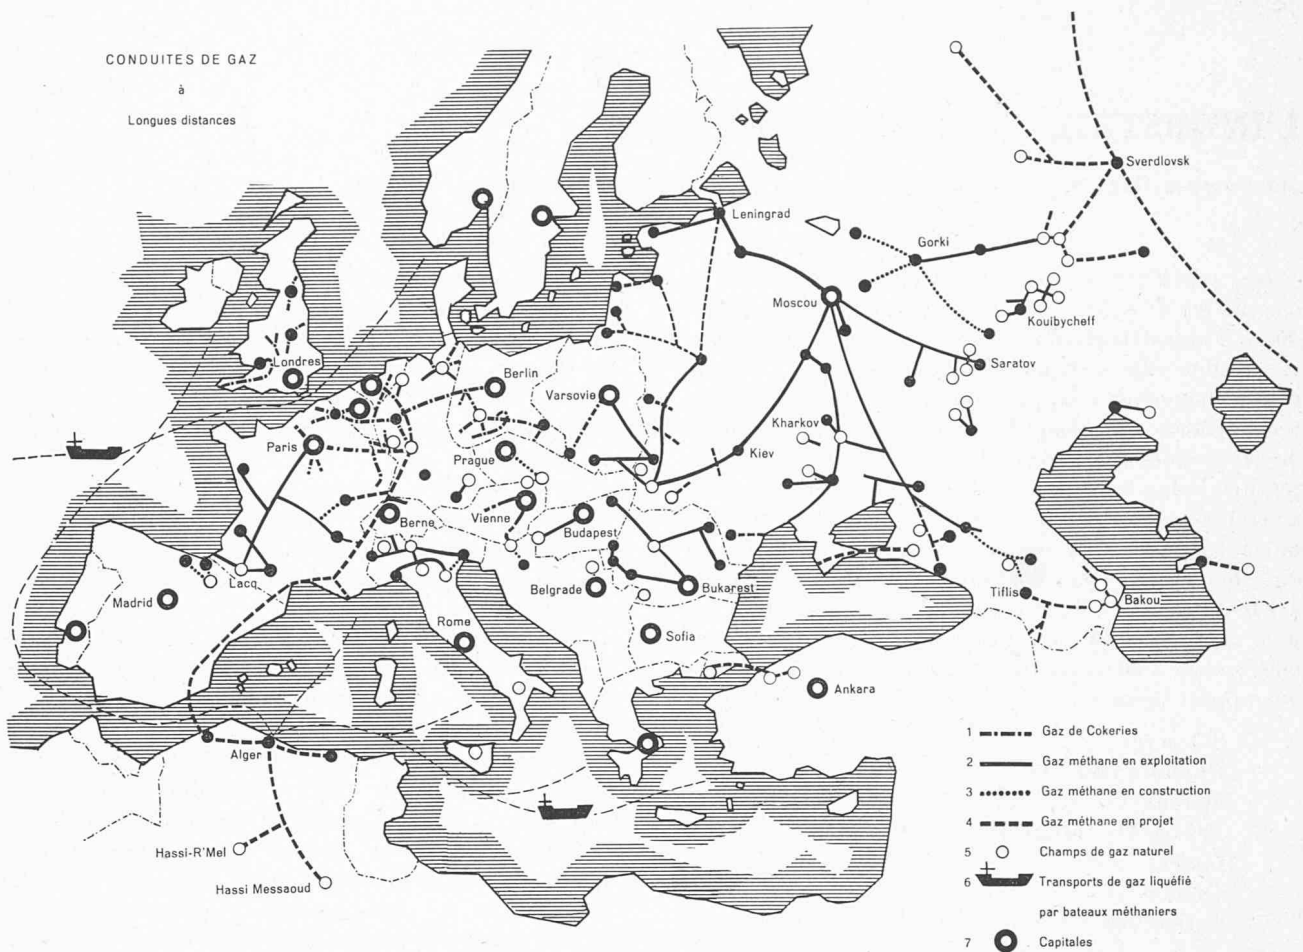 CONDUITES DE GAZ
à
Longues distances
Sverdlovsk
Leningrad
Gorki
Moscou
Kouibycheff
Londres
Berlin
Varsovie
Saratov
Paris
Prague
Kharkov
Kiev
Berne
Vienne
Budapest
Lacq
Madrid
Belgrade
Bukarest
Tiflis
Bakou
Rome
Sofia
Ankara
Alger
Hassi-R'Mel
Hassi Messaoud
1 Gaz de Cokeries
2 Gaz méthane en exploitation
3 Gaz méthane en construction
4 Gaz méthane en projet
5 Champs de gaz naturel
6 Transports de gaz liquéfié
par bateaux méthaniers
7 Capitales